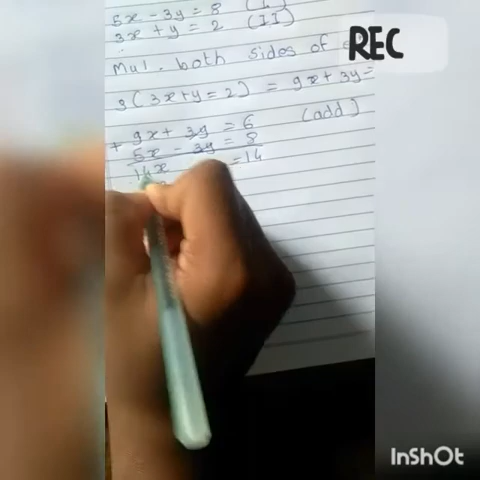 5x - 3y = 8 (I)
3x + y = 2 (II)
Mul. both sides of
REC
3(3x+y=2) = 9x + 3y=
+ 9x + 3y = 6 (add)
5x - 3y = 8
14x = 14
InShOt